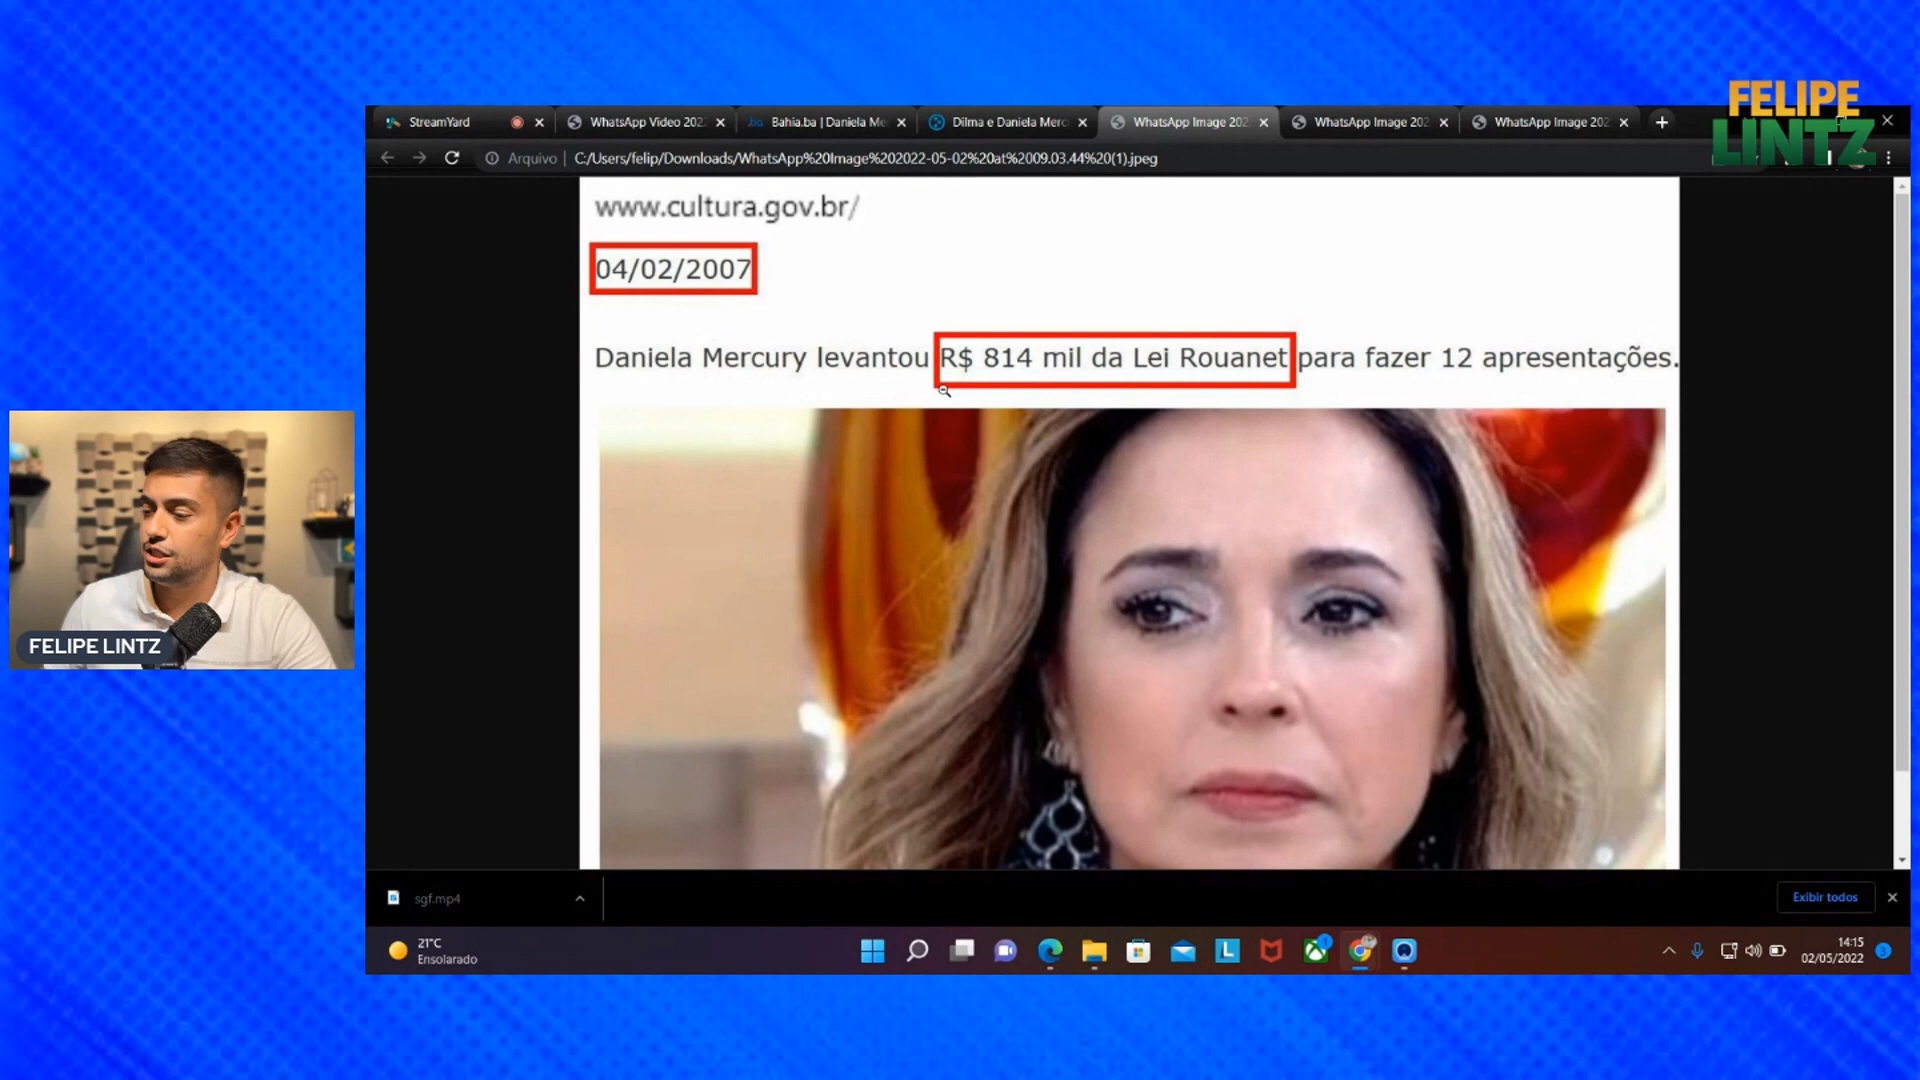 FELIPE
LINTZ
StreamYard
WhatsApp Video 202
Bahia.ba | Daniela Me
Dilma e Daniela Merc
WhatsApp Image 202
WhatsApp Image 202
WhatsApp Image 202
Arquivo | C:/Users/felip/Downloads/WhatsApp%20Image%202022-05-02%20at%2009.03.44%20(1).jpeg
www.cultura.gov.br/
04/02/2007
Daniela Mercury levantou R$ 814 mil da Lei Rouanet para fazer 12 apresentações.
FELIPE LINTZ
sgf.mp4
Exibir todos
21°C
Ensolarado
L
1
14:15
02/05/2022
3